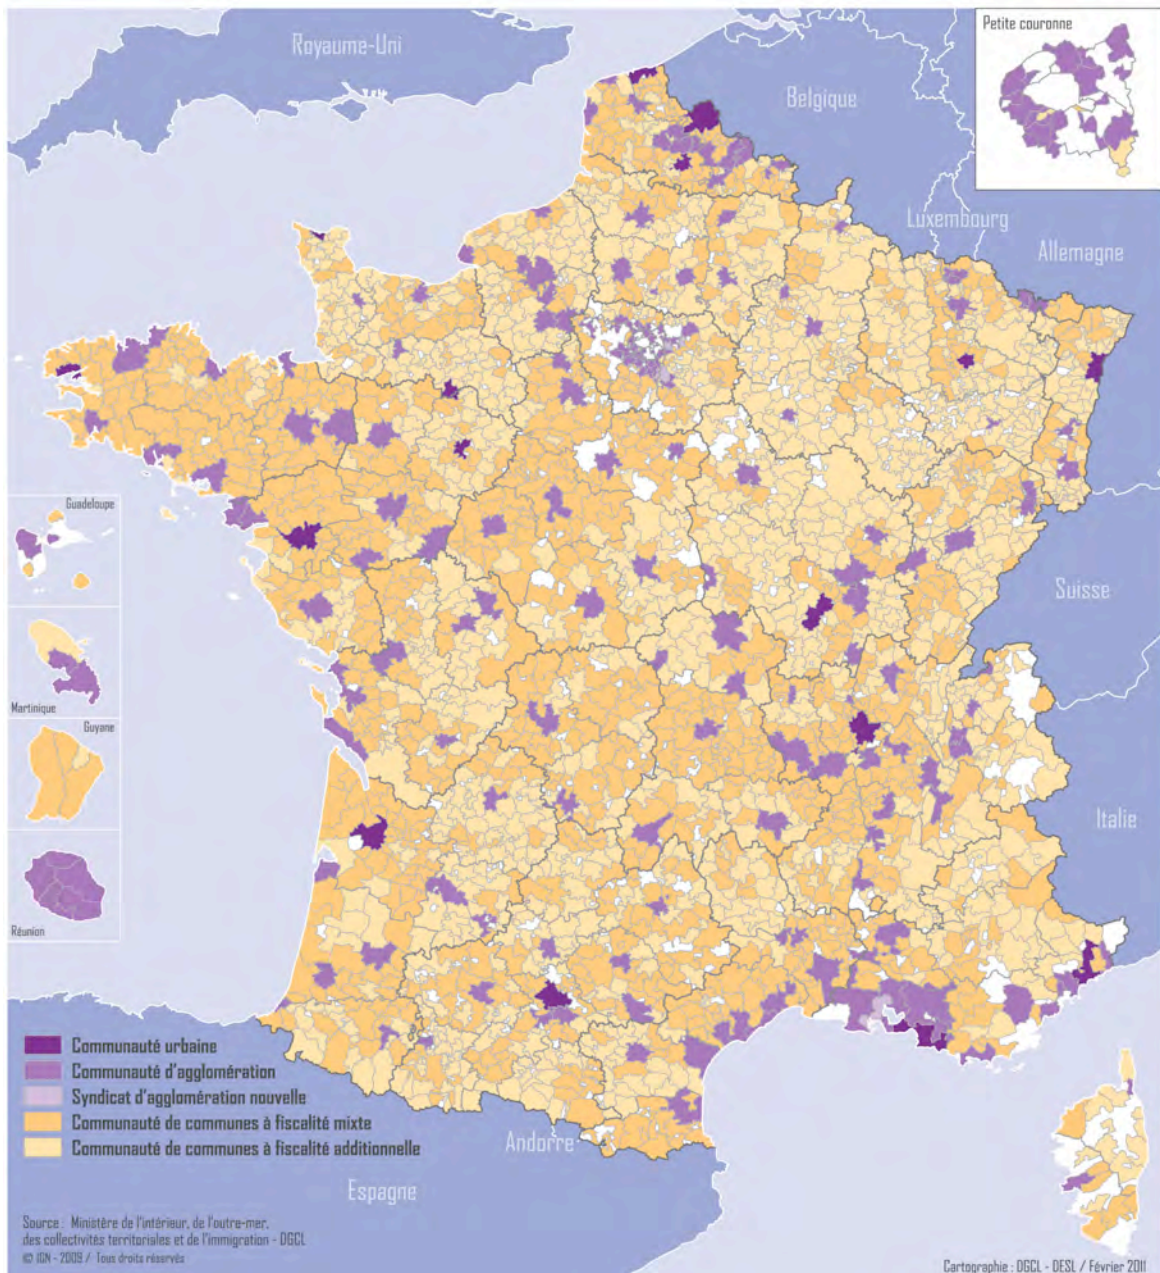 Petite couronne
Royaume-Uni
Belgique
Luxembourg
Allemagne
Guadeloupe
Suisse
Martinique
Guyane
Italie
Réunion
Communauté urbaine
Communauté d'agglomération
Syndicat d'agglomération nouvelle
Communauté de communes à fiscalité mixte
Communauté de communes à fiscalité additionnelle
Andorre
Espagne
Source : Ministère de l'intérieur, de l'outre-mer,
des collectivités territoriales et de l'immigration - DGCL
© IGN - 2009 / Tous droits réservés
Cartographie : DGCL - DESL / Février 2011